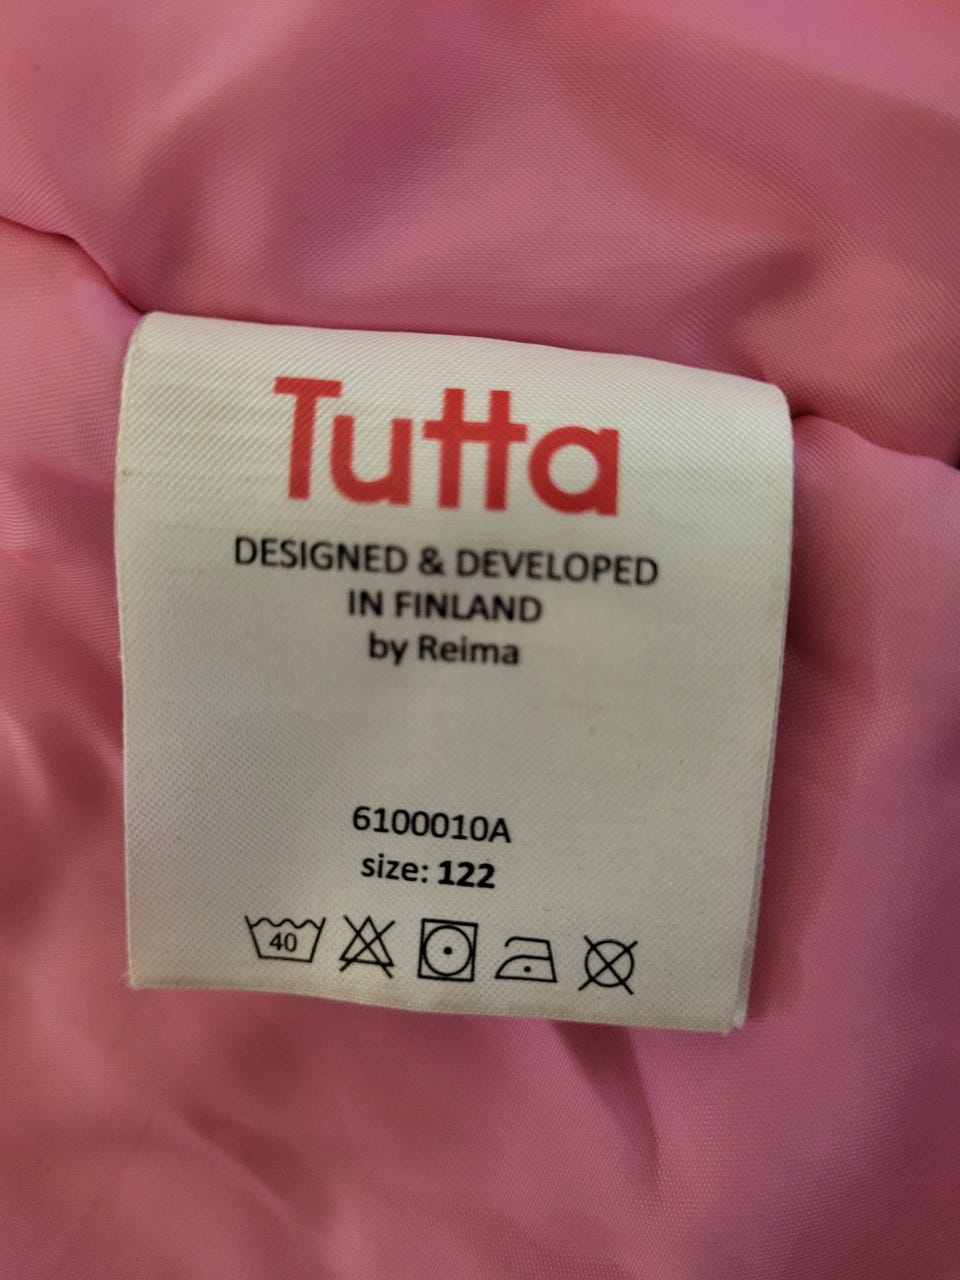 Tutta
DESIGNED & DEVELOPED
IN FINLAND
by Reima
6100010A
size: 122
40